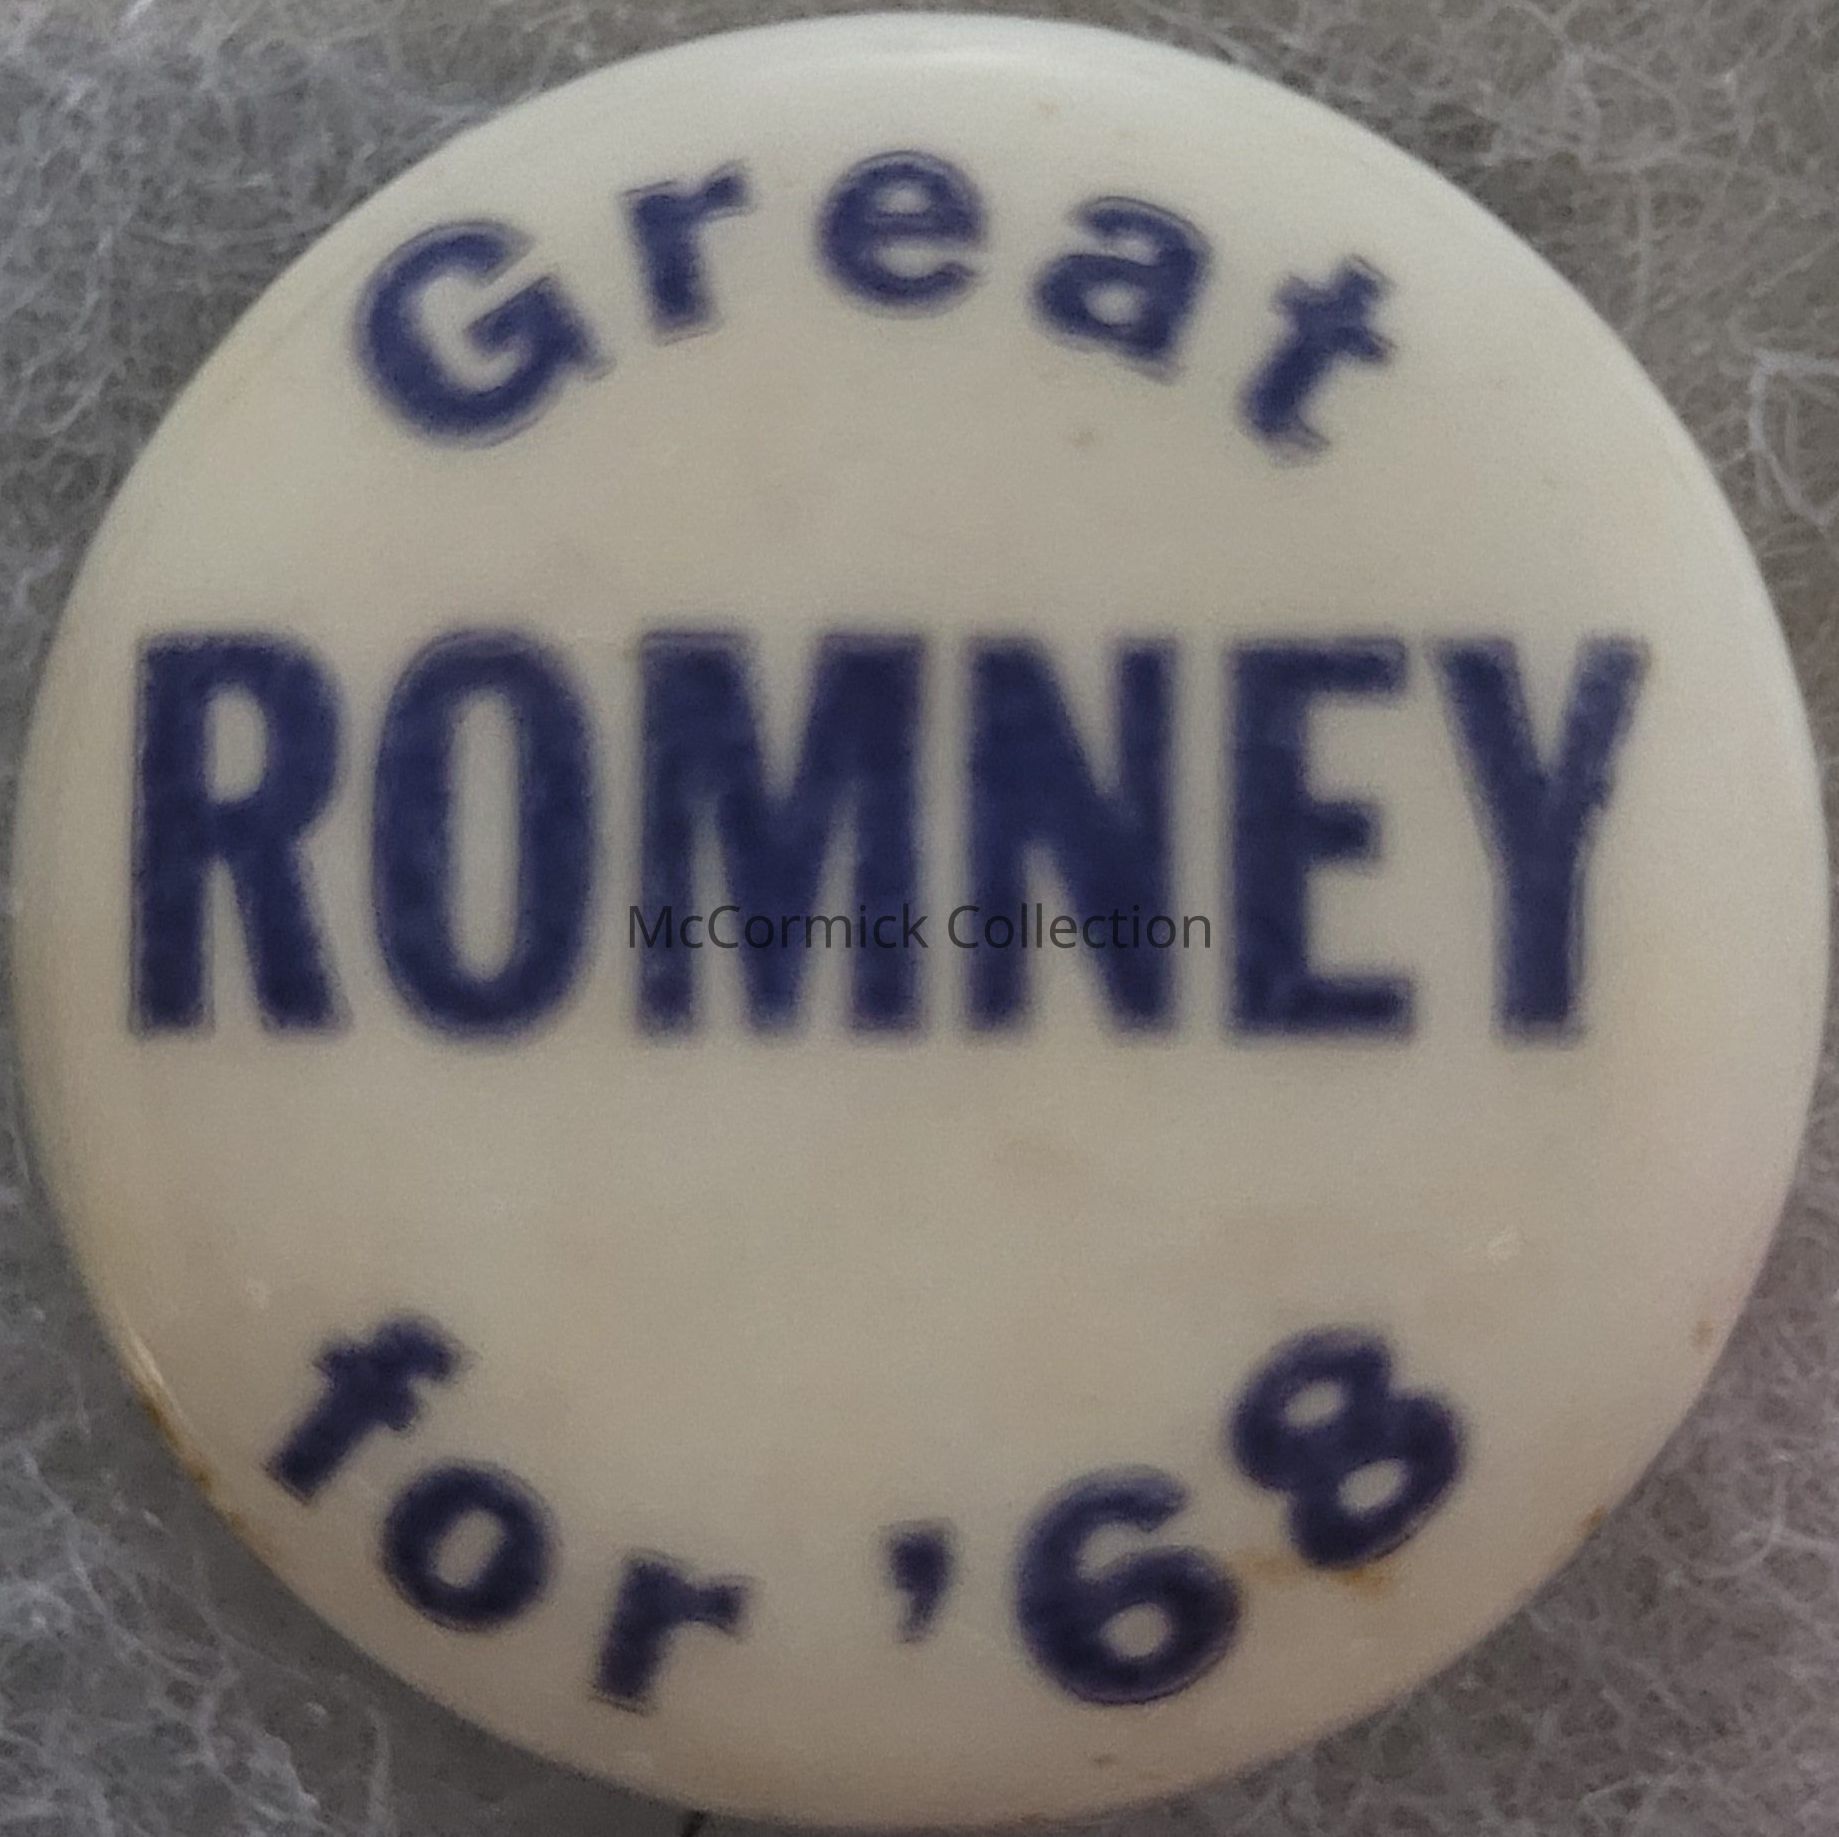 Great
ROMNEY
McCormick Collection
for '68